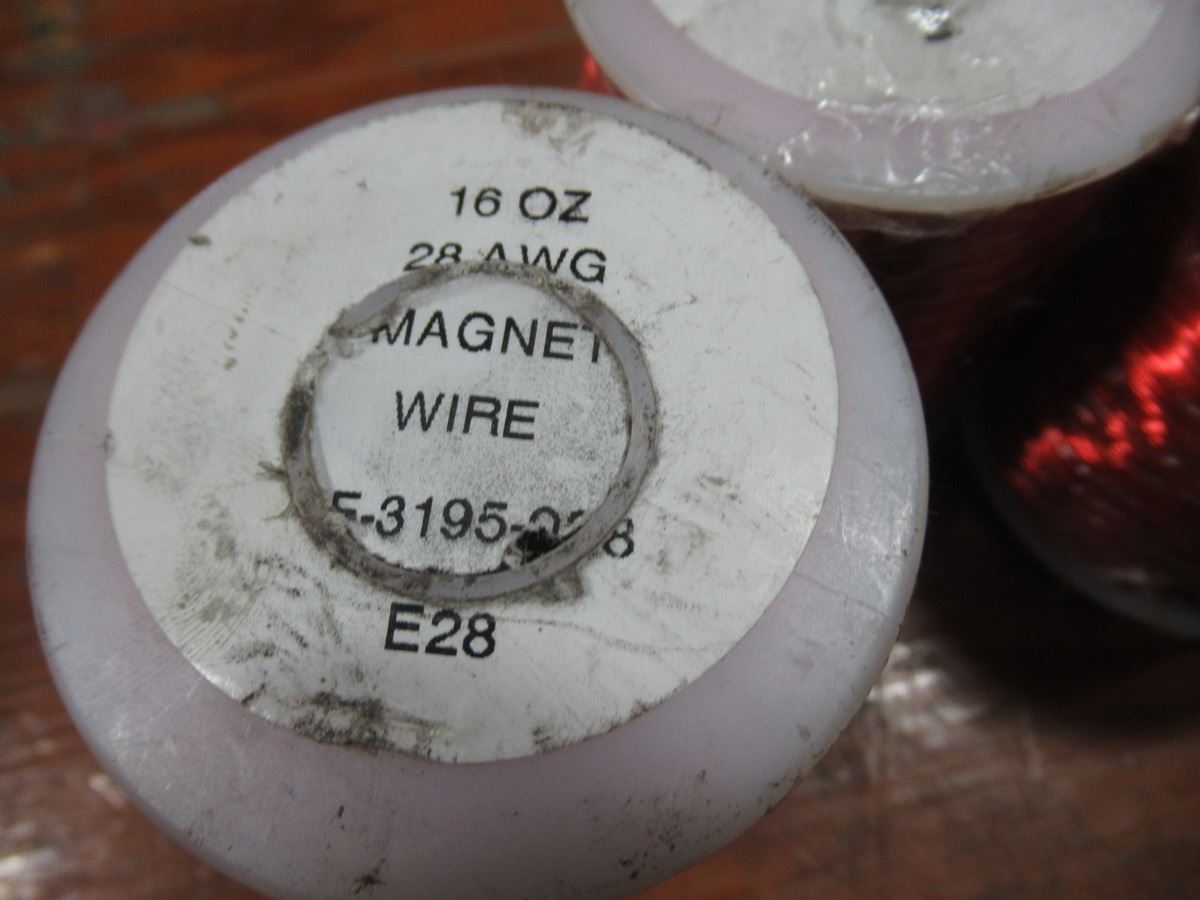 16 OZ
28 AWG
MAGNET
WIRE
E28